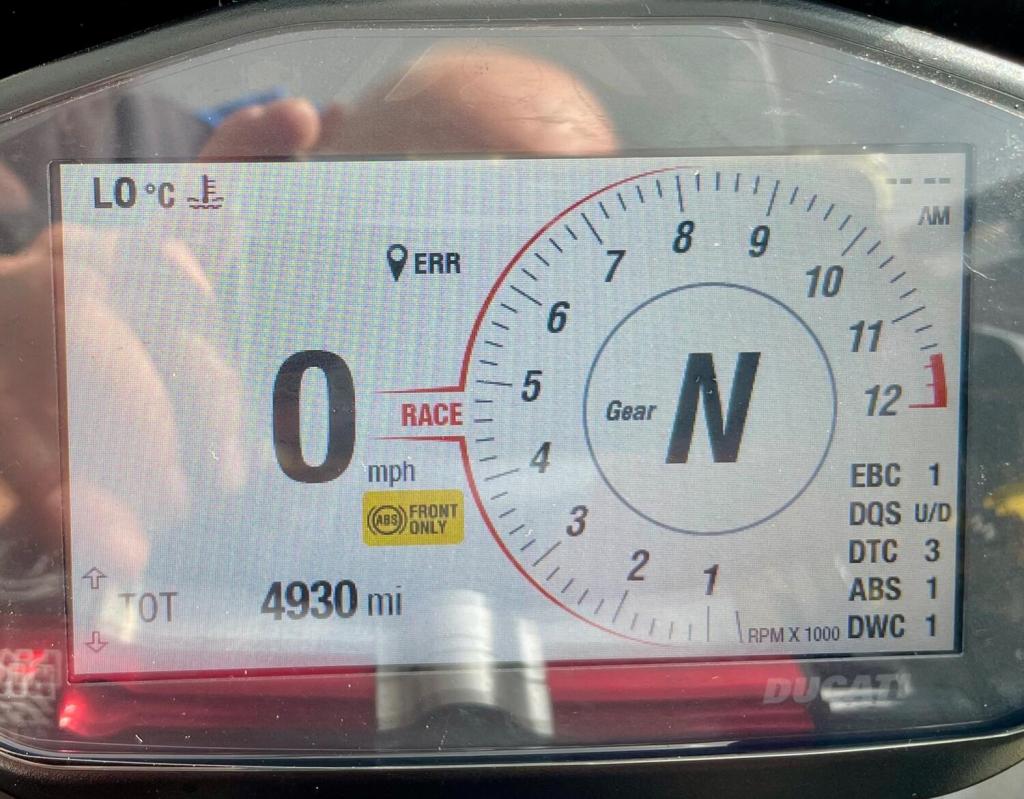 LO °C
-- --
AM
ERR
8
9
7
10
6
11
5
12
4
3
2
1
0
mph
RACE
Gear N
ABS FRONT
ONLY
EBC 1
DQS U/D
DTC 3
ABS 1
DWC 1
TOT 4930 mi
RPM X 1000
DUCATI